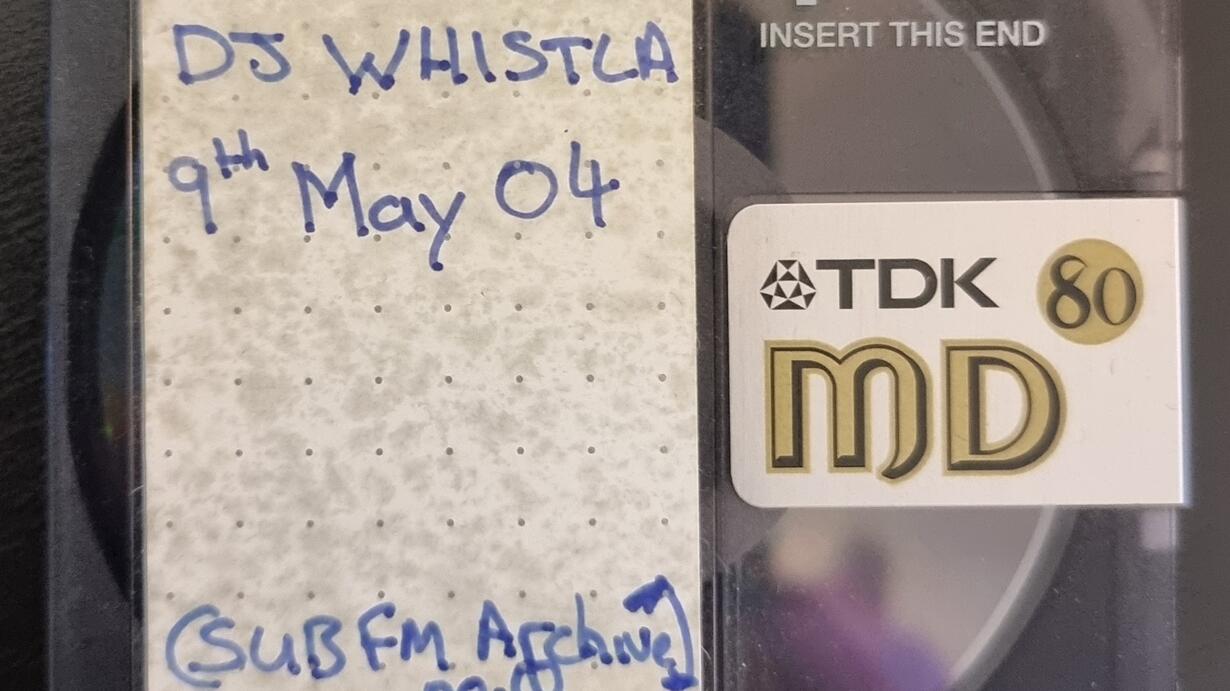 DJ WHISTLA
9th May 04
(SUB FM Archive)
INSERT THIS END
TDK 80
MD